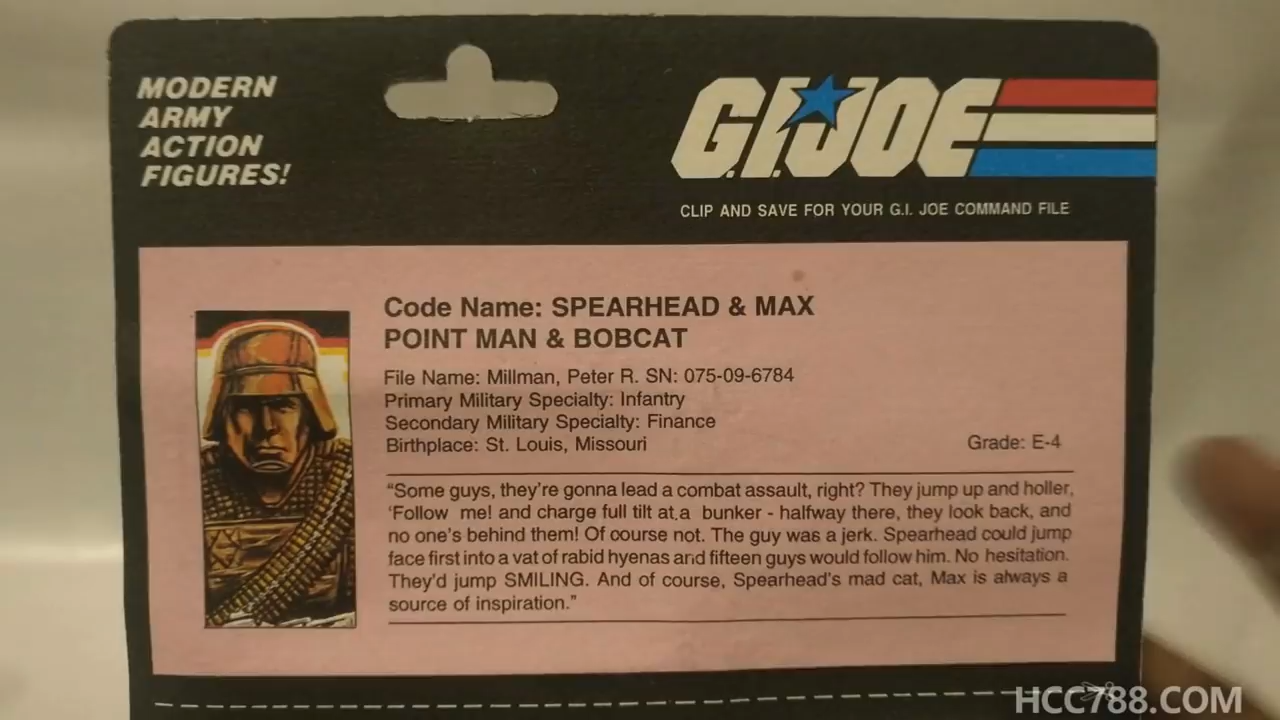 MODERN
ARMY
ACTION
FIGURES!
G.I. JOE
CLIP AND SAVE FOR YOUR G.I. JOE COMMAND FILE
Code Name: SPEARHEAD & MAX
POINT MAN & BOBCAT
File Name: Millman, Peter R. SN: 075-09-6784
Primary Military Specialty: Infantry
Secondary Military Specialty: Finance
Birthplace: St. Louis, Missouri Grade: E-4
“Some guys, they're gonna lead a combat assault, right? They jump up and holler,
‘Follow me! and charge full tilt at.a bunker - halfway there, they look back, and
no one's behind them! Of course not. The guy was a jerk. Spearhead could jump
face first into a vat of rabid hyenas and fifteen guys would follow him. No hesitation.
They'd jump SMILING. And of course, Spearhead's mad cat, Max is always a
source of inspiration.”
HCC788.COM